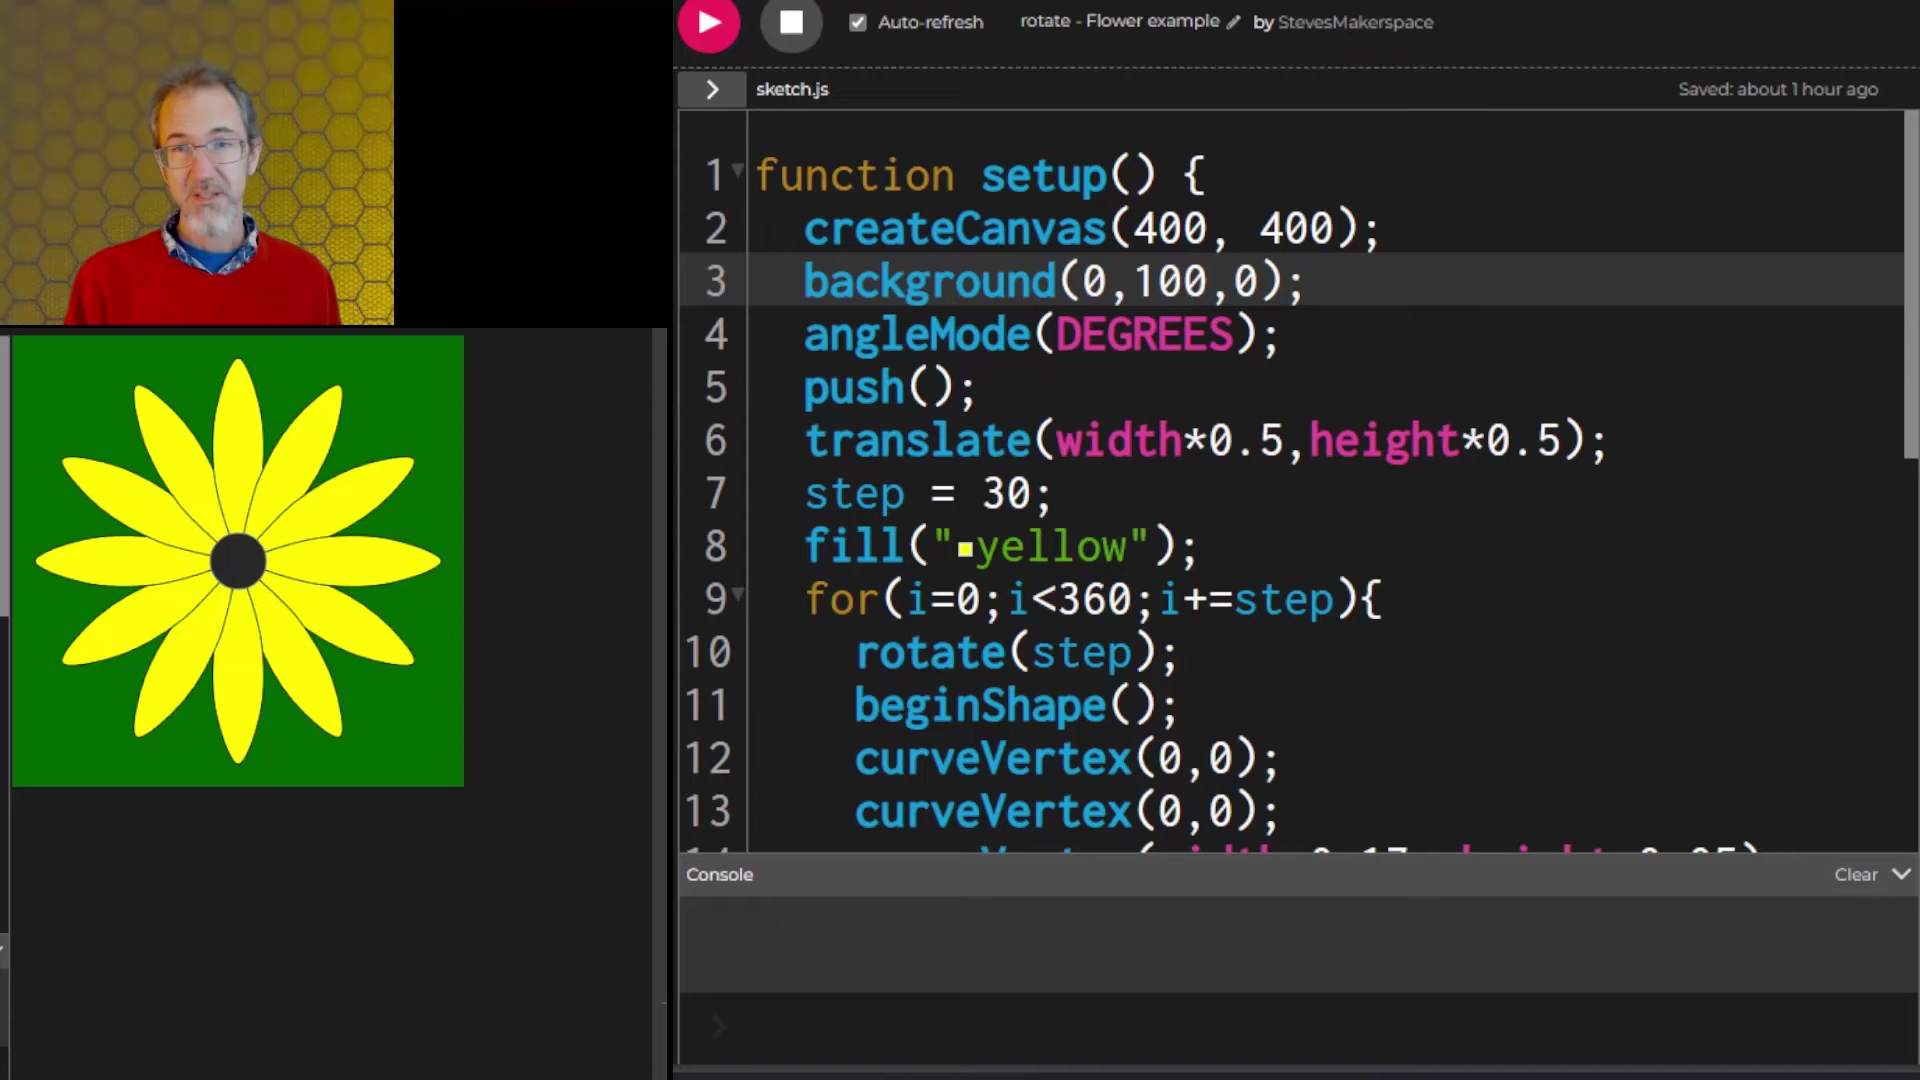 Auto-refresh rotate - Flower example by StevesMakerspace
sketch.js Saved: about 1 hour ago
1 function setup() {
2 createCanvas(400, 400);
3 background(0,100,0);
4 angleMode(DEGREES);
5 push();
6 translate(width*0.5,height*0.5);
7 step = 30;
8 fill("yellow");
9 for(i=0;i<360;i+=step){
10 rotate(step);
11 beginShape();
12 curveVertex(0,0);
13 curveVertex(0,0);
Console Clear